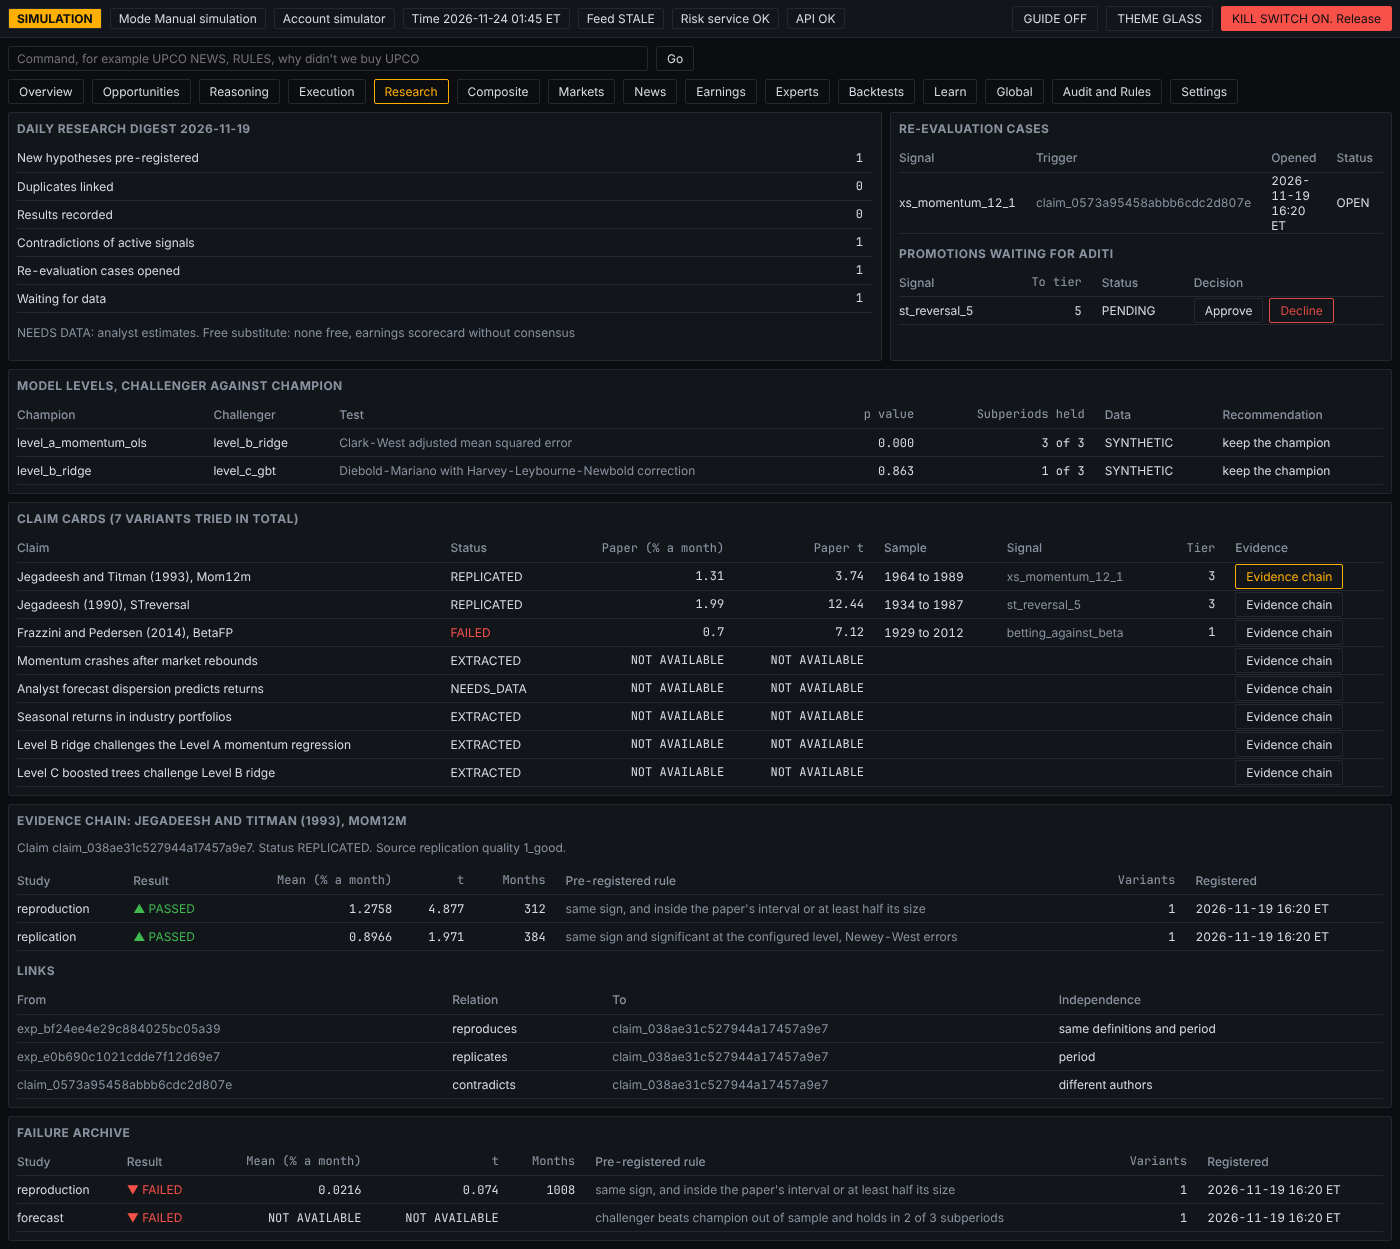 SIMULATION Mode Manual simulation Account simulator Time 2026-11-24 01:45 ET Feed STALE Risk service OK API OK GUIDE OFF THEME GLASS KILL SWITCH ON. Release
Command, for example UPCO NEWS, RULES, why didn't we buy UPCO Go
Overview Opportunities Reasoning Execution Research Composite Markets News Earnings Experts Backtests Learn Global Audit and Rules Settings
DAILY RESEARCH DIGEST 2026-11-19
New hypotheses pre-registered 1
Duplicates linked 0
Results recorded 0
Contradictions of active signals 1
Re-evaluation cases opened 1
Waiting for data 1
NEEDS DATA: analyst estimates. Free substitute: none free, earnings scorecard without consensus
RE-EVALUATION CASES
Signal Trigger Opened Status
xs_momentum_12_1 claim_0573a95458abbb6cdc2d807e 2026-
11-19
16:20
ET OPEN
PROMOTIONS WAITING FOR ADITI
Signal To tier Status Decision
st_reversal_5 5 PENDING Approve Decline
MODEL LEVELS, CHALLENGER AGAINST CHAMPION
Champion Challenger Test p value Subperiods held Data Recommendation
level_a_momentum_ols level_b_ridge Clark-West adjusted mean squared error 0.000 3 of 3 SYNTHETIC keep the champion
level_b_ridge level_c_gbt Diebold-Mariano with Harvey-Leybourne-Newbold correction 0.863 1 of 3 SYNTHETIC keep the champion
CLAIM CARDS (7 VARIANTS TRIED IN TOTAL)
Claim Status Paper (% a month) Paper t Sample Signal Tier Evidence
Jegadeesh and Titman (1993), Mom12m REPLICATED 1.31 3.74 1964 to 1989 xs_momentum_12_1 3 Evidence chain
Jegadeesh (1990), STreversal REPLICATED 1.99 12.44 1934 to 1987 st_reversal_5 3 Evidence chain
Frazzini and Pedersen (2014), BetaFP FAILED 0.7 7.12 1929 to 2012 betting_against_beta 1 Evidence chain
Momentum crashes after market rebounds EXTRACTED NOT AVAILABLE NOT AVAILABLE Evidence chain
Analyst forecast dispersion predicts returns NEEDS_DATA NOT AVAILABLE NOT AVAILABLE Evidence chain
Seasonal returns in industry portfolios EXTRACTED NOT AVAILABLE NOT AVAILABLE Evidence chain
Level B ridge challenges the Level A momentum regression EXTRACTED NOT AVAILABLE NOT AVAILABLE Evidence chain
Level C boosted trees challenge Level B ridge EXTRACTED NOT AVAILABLE NOT AVAILABLE Evidence chain
EVIDENCE CHAIN: JEGADEESH AND TITMAN (1993), MOM12M
Claim claim_038ae31c527944a17457a9e7. Status REPLICATED. Source replication quality 1_good.
Study Result Mean (% a month) t Months Pre-registered rule Variants Registered
reproduction ▲ PASSED 1.2758 4.877 312 same sign, and inside the paper's interval or at least half its size 1 2026-11-19 16:20 ET
replication ▲ PASSED 0.8966 1.971 384 same sign and significant at the configured level, Newey-West errors 1 2026-11-19 16:20 ET
LINKS
From Relation To Independence
exp_bf24ee4e29c884025bc05a39 reproduces claim_038ae31c527944a17457a9e7 same definitions and period
exp_e0b690c1021cdde7f12d69e7 replicates claim_038ae31c527944a17457a9e7 period
claim_0573a95458abbb6cdc2d807e contradicts claim_038ae31c527944a17457a9e7 different authors
FAILURE ARCHIVE
Study Result Mean (% a month) t Months Pre-registered rule Variants Registered
reproduction ▼ FAILED 0.0216 0.074 1008 same sign, and inside the paper's interval or at least half its size 1 2026-11-19 16:20 ET
forecast ▼ FAILED NOT AVAILABLE NOT AVAILABLE challenger beats champion out of sample and holds in 2 of 3 subperiods 1 2026-11-19 16:20 ET